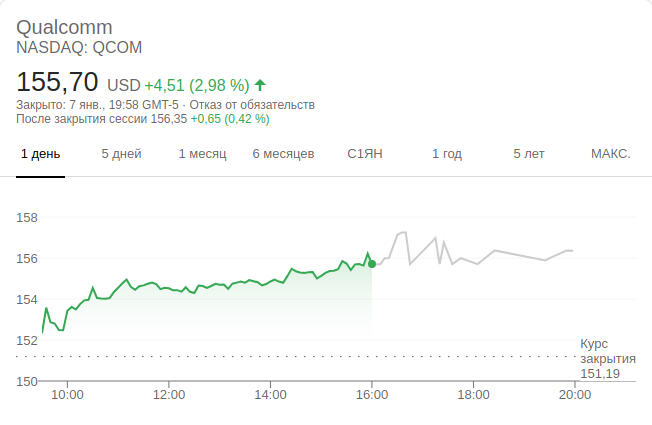 Qualcomm
NASDAQ: QCOM
155,70 USD +4,51 (2,98 %)
Закрыто: 7 янв., 19:58 GMT-5 · Отказ от обязательств
После закрытия сессии 156,35 +0,65 (0,42 %)
1 день 5 дней 1 месяц 6 месяцев С1ЯН 1 год 5 лет МАКС.
158
156
154
152
Курс
закрытия
151,19
150
10:00 12:00 14:00 16:00 18:00 20:00